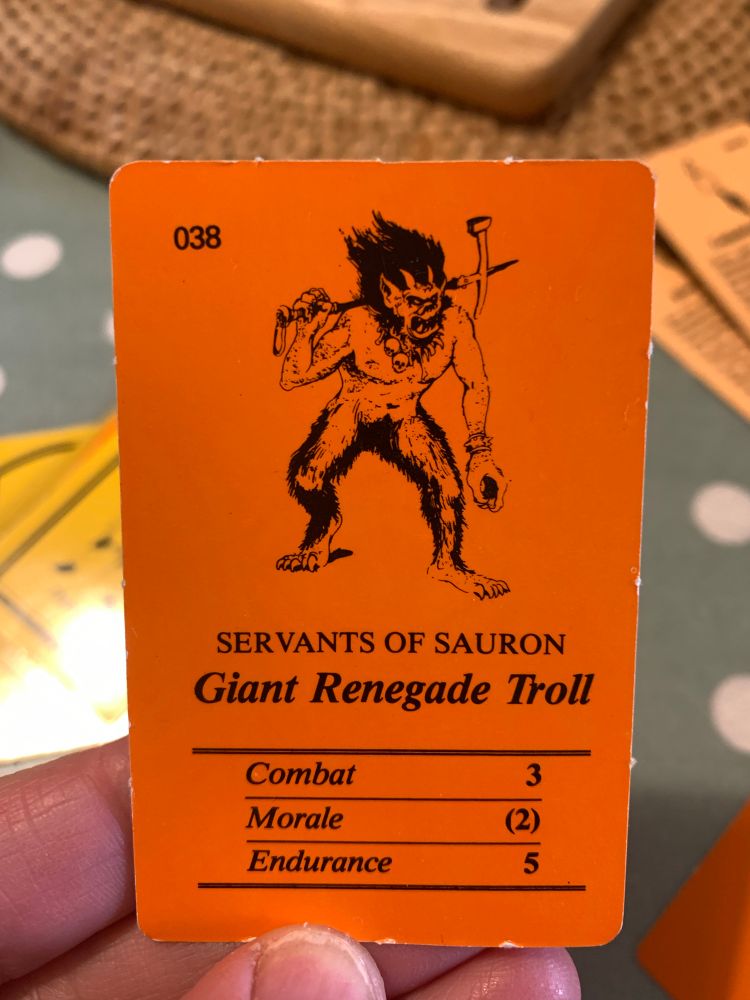 038
SERVANTS OF SAURON
Giant Renegade Troll
Combat 3
Morale (2)
Endurance 5